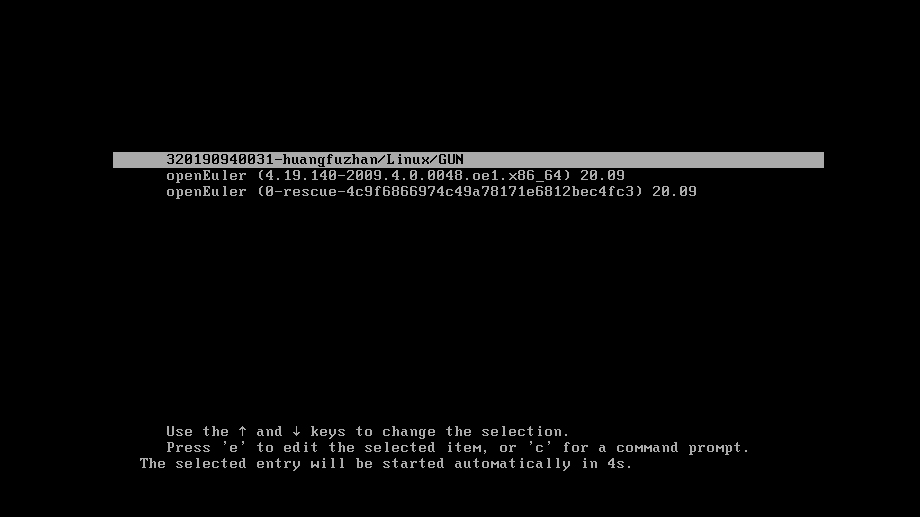 320190940031-huangfuzhan/Linux/GUN
openEuler (4.19.140-2009.4.0.0048.oe1.x86_64) 20.09
openEuler (0-rescue-4c9f6866974c49a78171e6812bec4fc3) 20.09
Use the ↑ and ↓ keys to change the selection.
Press 'e' to edit the selected item, or 'c' for a command prompt.
The selected entry will be started automatically in 4s.